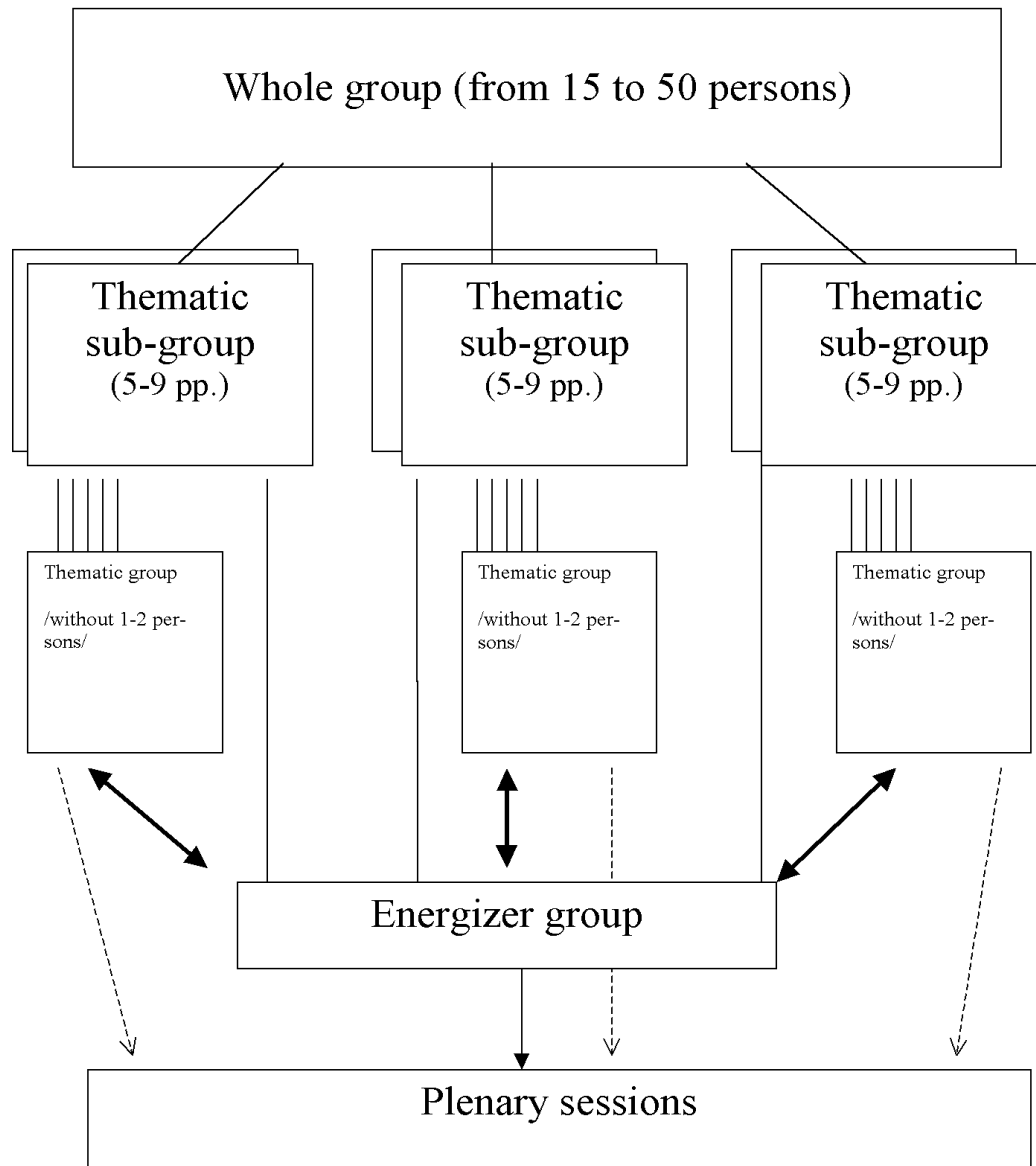 Whole group (from 15 to 50 persons)
Thematic
sub-group
(5-9 pp.)
Thematic
sub-group
(5-9 pp.)
Thematic
sub-group
(5-9 pp.)
Thematic group
/without 1-2 per-
sons/
Thematic group
/without 1-2 per-
sons/
Thematic group
/without 1-2 per-
sons/
Energizer group
Plenary sessions